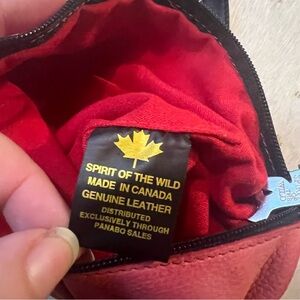 SPIRIT OF THE WILD
MADE IN CANADA
GENUINE LEATHER
DISTRIBUTED
EXCLUSIVELY THROUGH
PANABO SALES